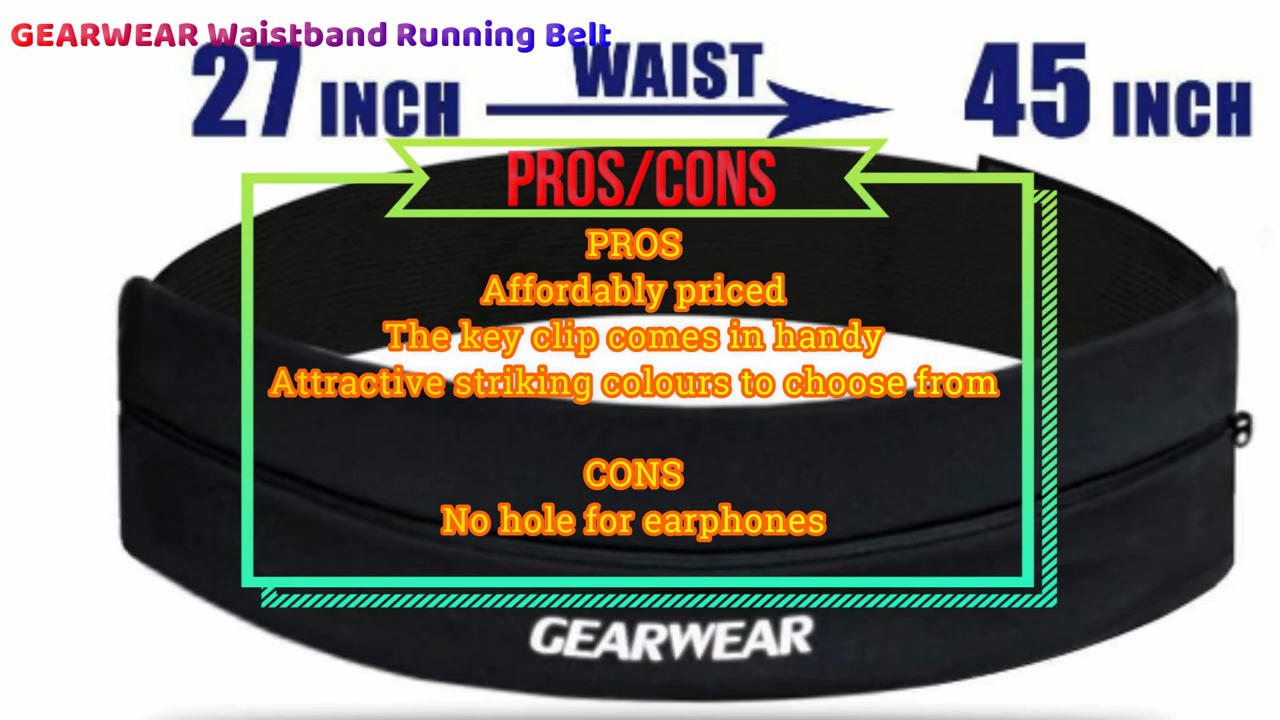 GEARWEAR Waistband Running Belt
27 INCH WAIST 45 INCH
PROS/CONS
PROS
Affordably priced
The key clip comes in handy
Attractive striking colours to choose from
CONS
No hole for earphones
GEARWEAR